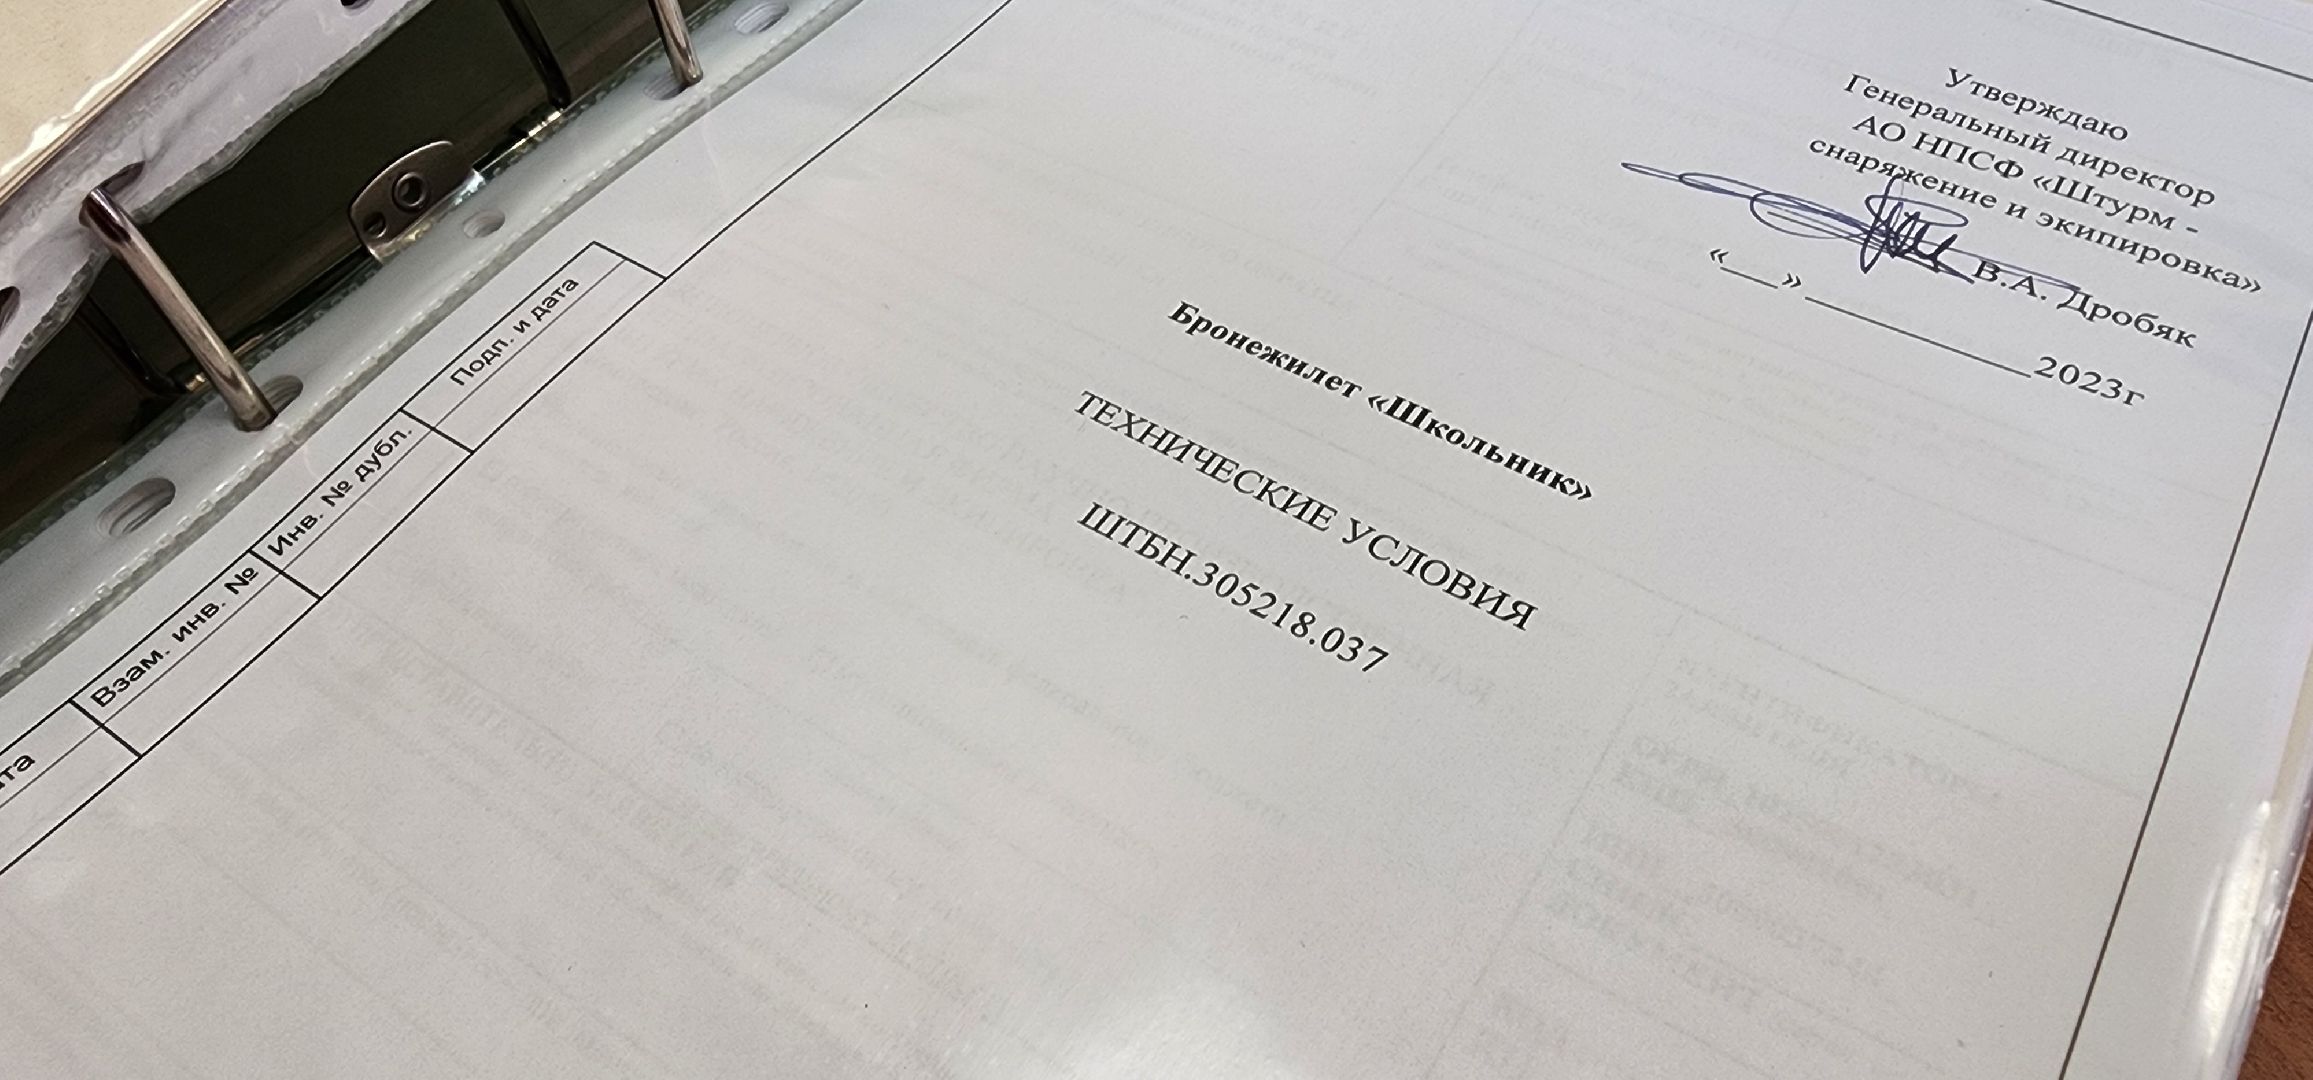 Утверждаю
Генеральный директор
АО НПСФ «Штурм -
снаряжение и экипировка»
В.А. Дробяк
«__» ____________2023г
Бронежилет «Школьник»
ТЕХНИЧЕСКИЕ УСЛОВИЯ
ШТБН.305218.037
Подп. и дата
Инв. № дубл.
Взам. инв. №